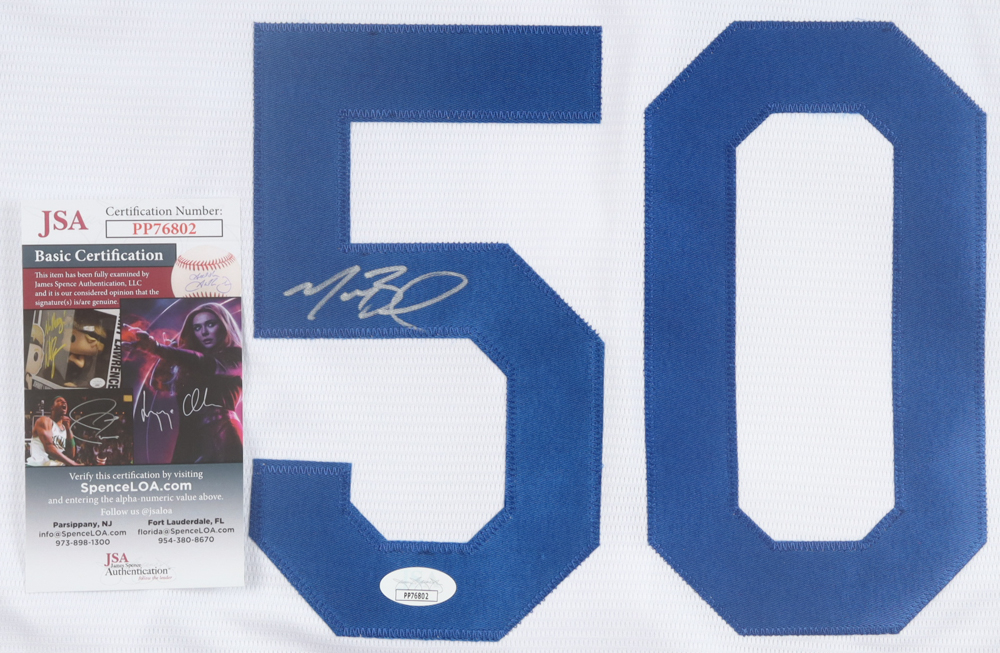 50
JSA
Certification Number:
PP76802
Basic Certification
This item has been fully examined by
James Spence Authentication, LLC
and it is our considered opinion that the
signature(s) is/are genuine.
LAWRENCE
Verify this certification by visiting
SpenceLOA.com
and entering the alpha-numeric value above.
Follow us @jsaloa
Parsippany, NJ
info@SpenceLOA.com
973-898-1300
Fort Lauderdale, FL
florida@SpenceLOA.com
954-380-8670
JSA
James Spence
Authentication
PP76802